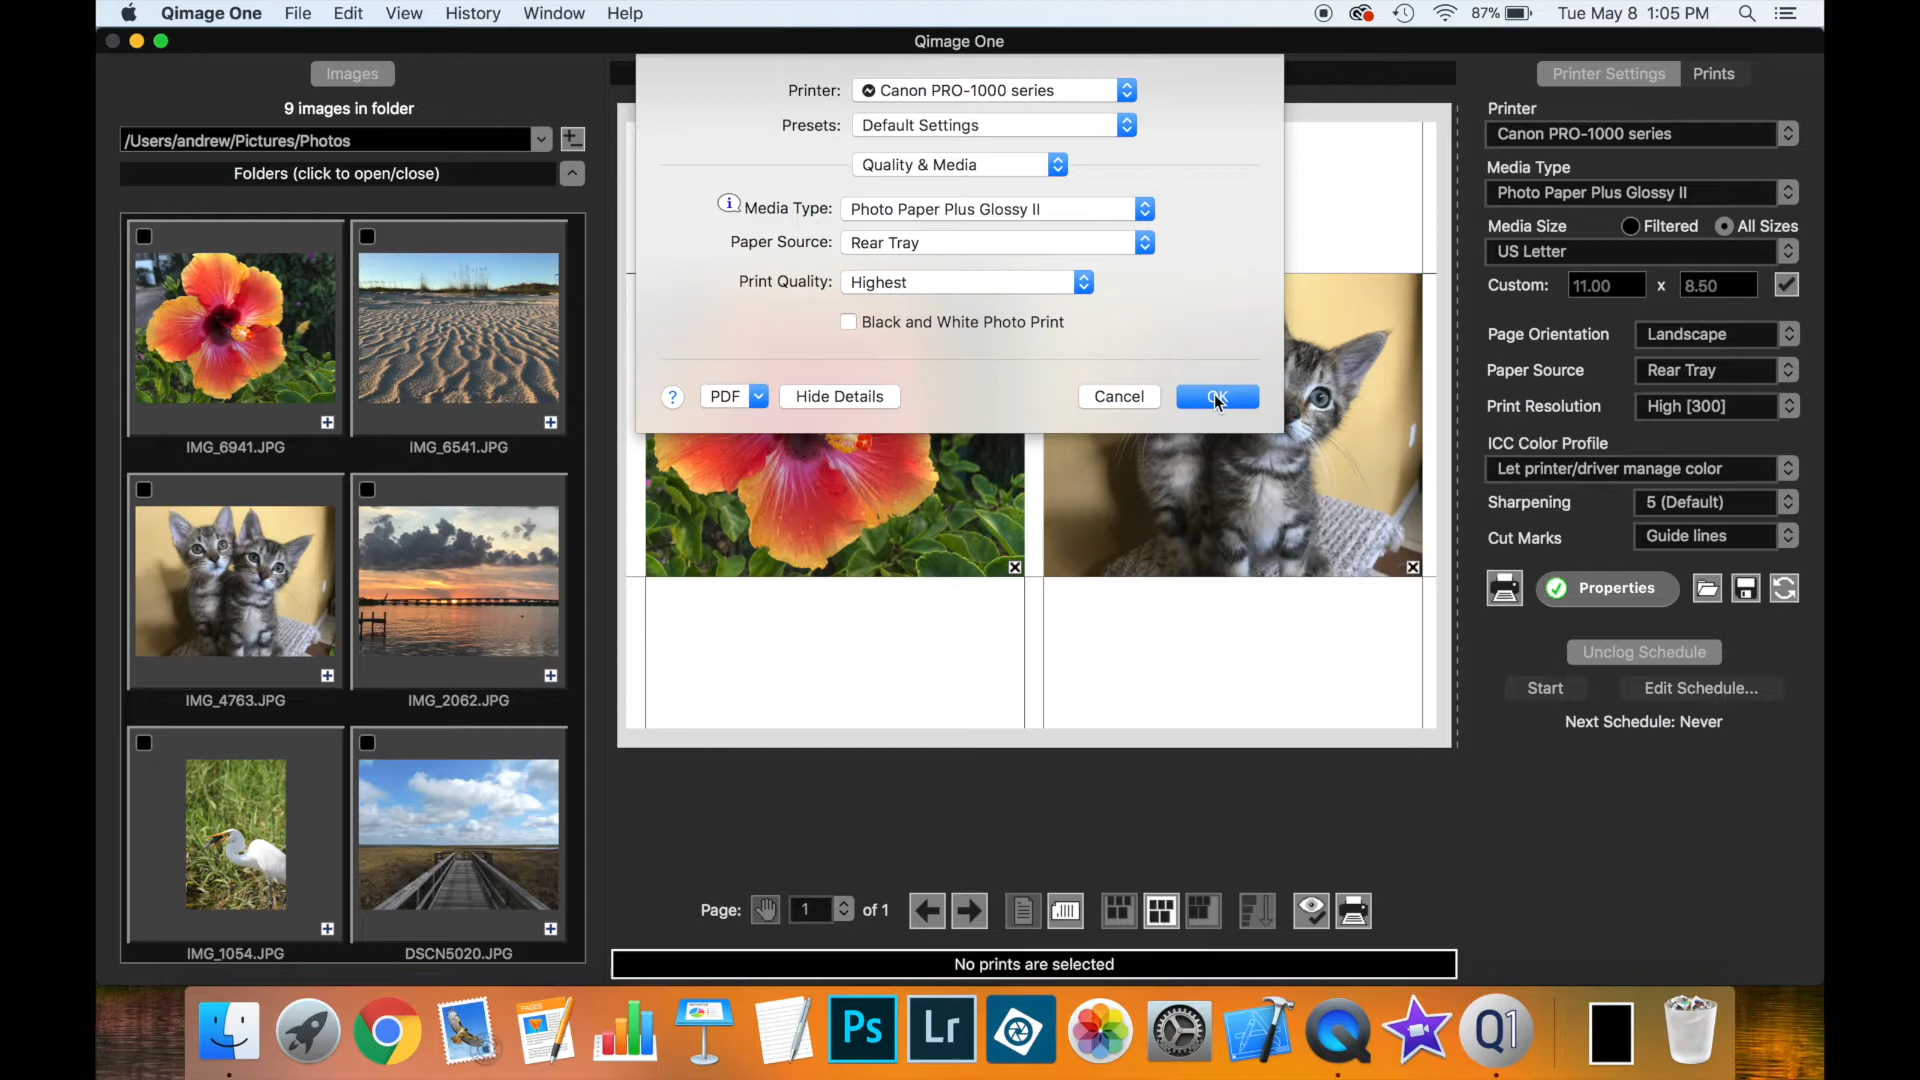 Qimage One File Edit View History Window Help 87% Tue May 8 1:05 PM
Qimage One
Images
9 images in folder
/Users/andrew/Pictures/Photos
Folders (click to open/close)
IMG_6941.JPG IMG_6541.JPG
IMG_4763.JPG IMG_2062.JPG
IMG_1054.JPG DSCN5020.JPG
Printer: Canon PRO-1000 series
Presets: Default Settings
Quality & Media
i Media Type: Photo Paper Plus Glossy II
Paper Source: Rear Tray
Print Quality: Highest
Black and White Photo Print
? PDF Hide Details Cancel OK
Page: 1 of 1
No prints are selected
Printer Settings Prints
Printer
Canon PRO-1000 series
Media Type
Photo Paper Plus Glossy II
Media Size Filtered All Sizes
US Letter
Custom: 11.00 x 8.50
Page Orientation Landscape
Paper Source Rear Tray
Print Resolution High [300]
ICC Color Profile
Let printer/driver manage color
Sharpening 5 (Default)
Cut Marks Guide lines
Properties
Unclog Schedule
Start Edit Schedule...
Next Schedule: Never
PAGES Ps Lr Q1